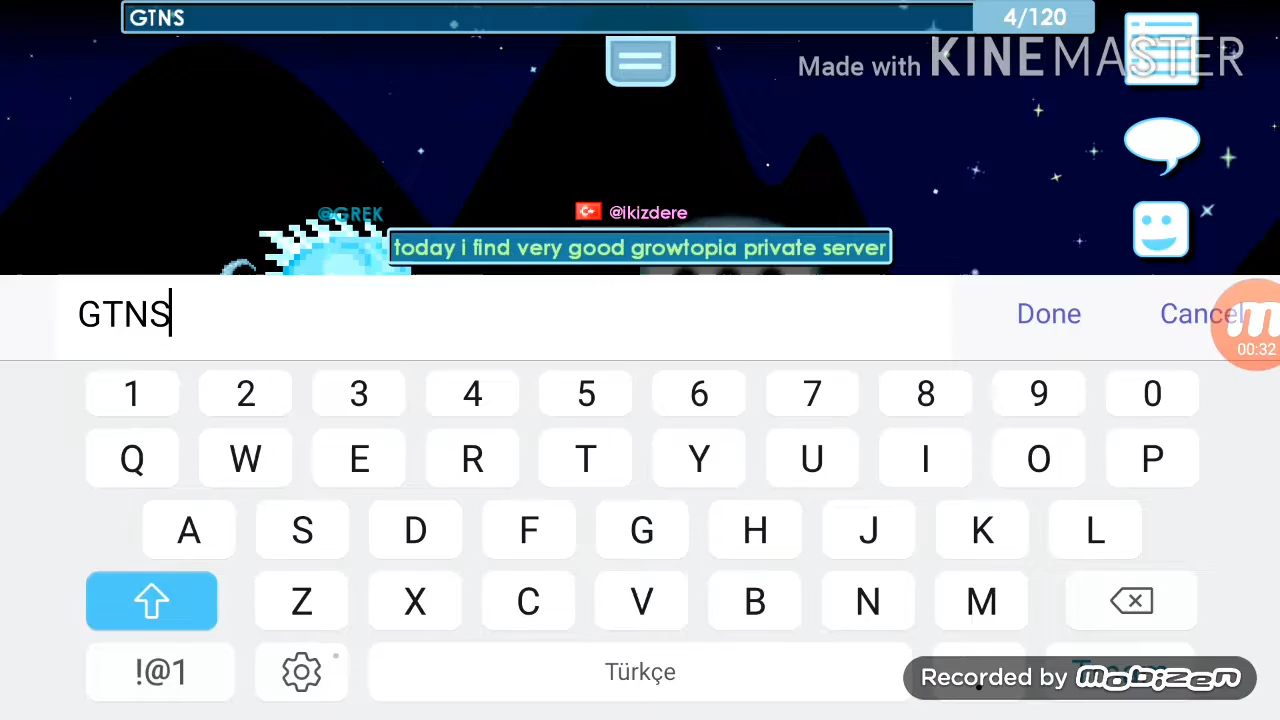 GTNS
4/120
Made with KINEMASTER
@GREK
@ikizdere
today i find very good growtopia private server
GTNS
Done
Cancel
00:32
1 2 3 4 5 6 7 8 9 0
Q W E R T Y U I O P
A S D F G H J K L
Z X C V B N M
!@1
Türkçe
Recorded by mobizen